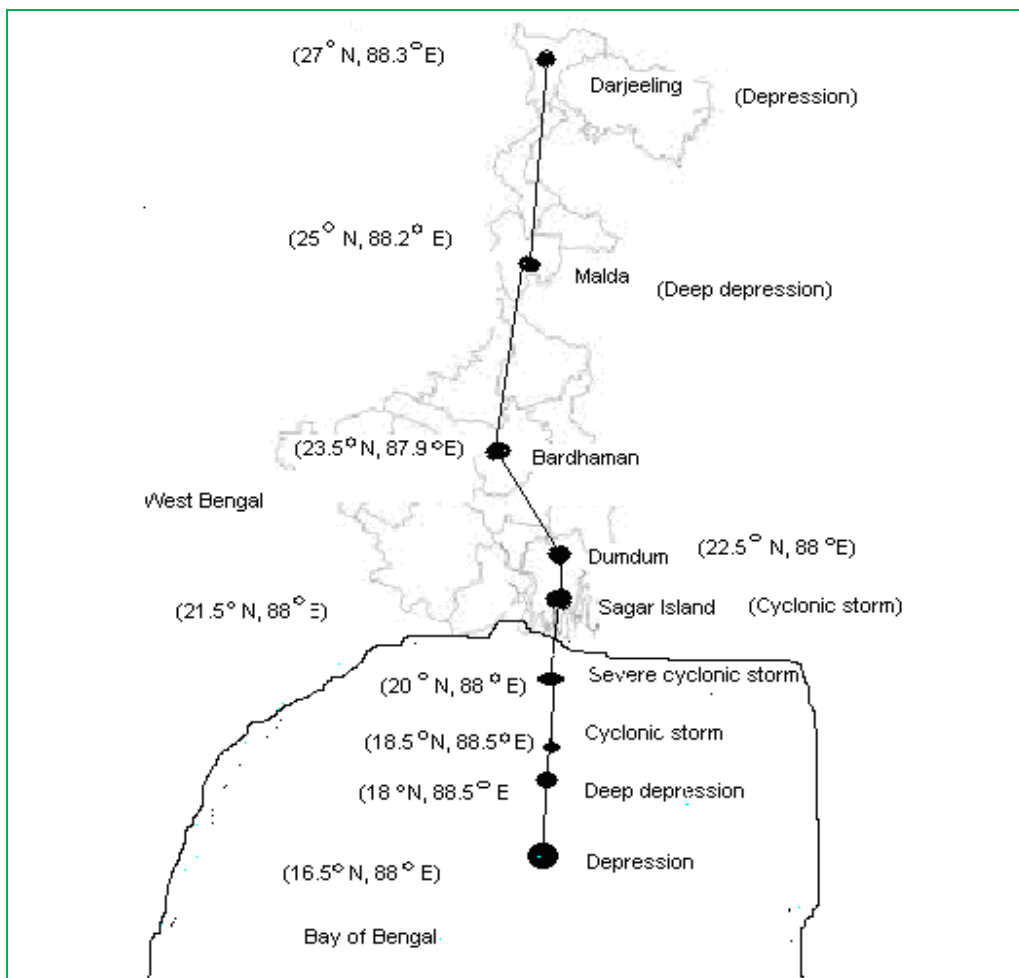 (27° N, 88.3° E)
Darjeeling
(Depression)
(25° N, 88.2° E)
Malda
(Deep depression)
(23.5° N, 87.9 °E)
Bardhaman
West Bengal
Dumdum
(22.5° N, 88 °E)
(21.5° N, 88° E)
Sagar Island
(Cyclonic storm)
Severe cyclonic storm
(20 ° N, 88 ° E)
Cyclonic storm
(18.5°N, 88.5°E)
(18 °N, 88.5° E
Deep depression
Depression
(16.5° N, 88° E)
Bay of Bengal